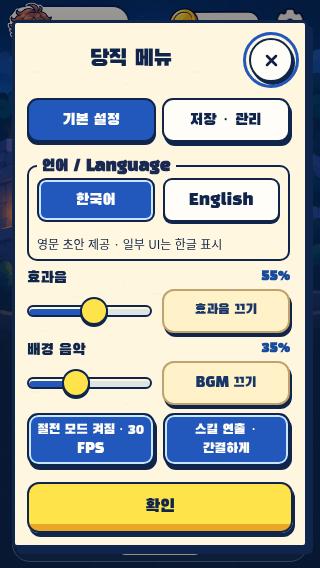 당직 메뉴
기본 설정
저장 · 관리
언어 / Language
한국어
English
영문 초안 제공 · 일부 UI는 한글 표시
효과음
55%
효과음 끄기
배경 음악
35%
BGM 끄기
절전 모드 켜짐 · 30
FPS
스킬 연출 ·
간결하게
확인